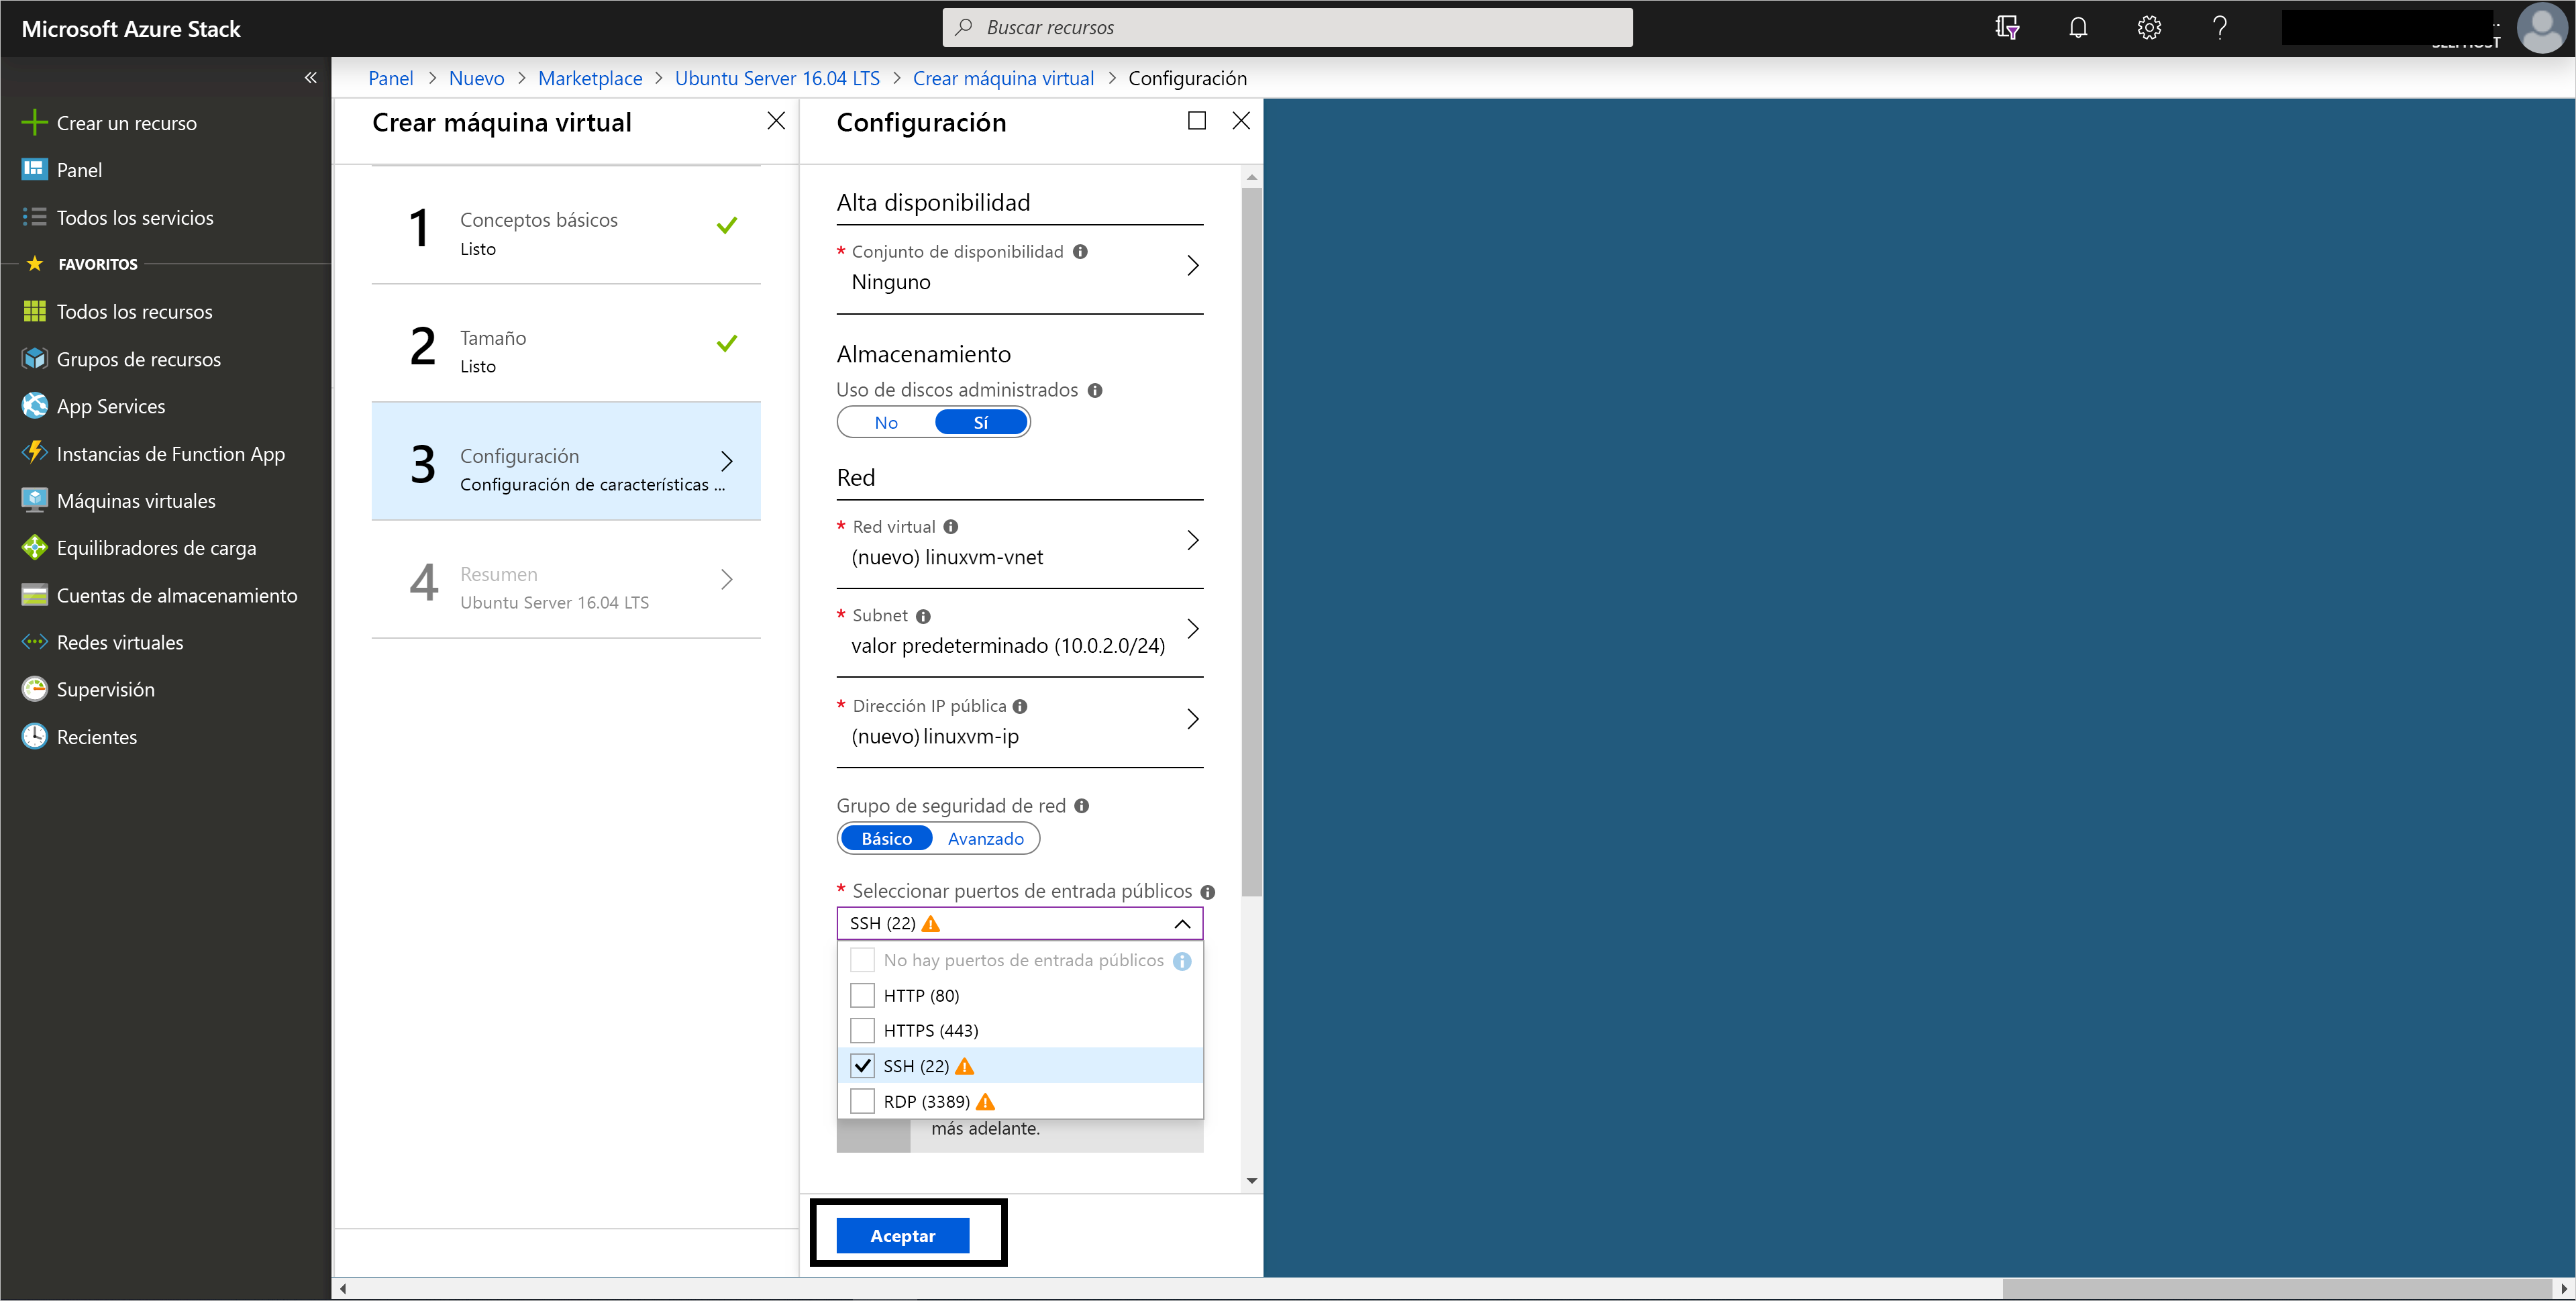 Microsoft Azure Stack
Buscar recursos
Panel > Nuevo > Marketplace > Ubuntu Server 16.04 LTS > Crear máquina virtual > Configuración
Crear un recurso
Panel
Todos los servicios
FAVORITOS
Todos los recursos
Grupos de recursos
App Services
Instancias de Function App
Máquinas virtuales
Equilibradores de carga
Cuentas de almacenamiento
Redes virtuales
Supervisión
Recientes
Crear máquina virtual
1
Conceptos básicos
Listo
2
Tamaño
Listo
3
Configuración
Configuración de características ...
4
Resumen
Ubuntu Server 16.04 LTS
Configuración
Alta disponibilidad
* Conjunto de disponibilidad
Ninguno
Almacenamiento
Uso de discos administrados
No Sí
Red
* Red virtual
(nuevo) linuxvm-vnet
* Subnet
valor predeterminado (10.0.2.0/24)
* Dirección IP pública
(nuevo) linuxvm-ip
Grupo de seguridad de red
Básico Avanzado
* Seleccionar puertos de entrada públicos
SSH (22)
No hay puertos de entrada públicos
HTTP (80)
HTTPS (443)
SSH (22)
RDP (3389)
más adelante.
Aceptar